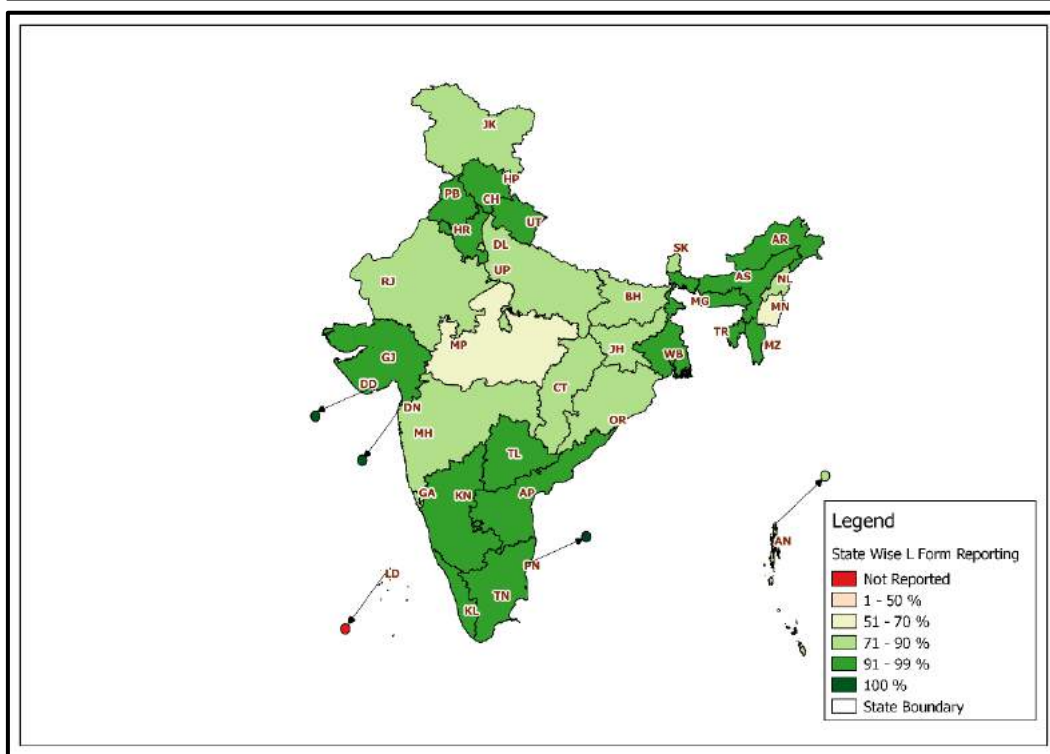 JK
HP
PB
CH
UT
HR
DL
SK
AR
UP
AS
NL
RJ
BH
MG
MN
TR
MP
JH
WB
MZ
GJ
DD
CT
DN
OR
MH
TL
GA
KN
AP
AN
PN
LD
TN
KL
Legend
State Wise L Form Reporting
Not Reported
1 - 50 %
51 - 70 %
71 - 90 %
91 - 99 %
100 %
State Boundary